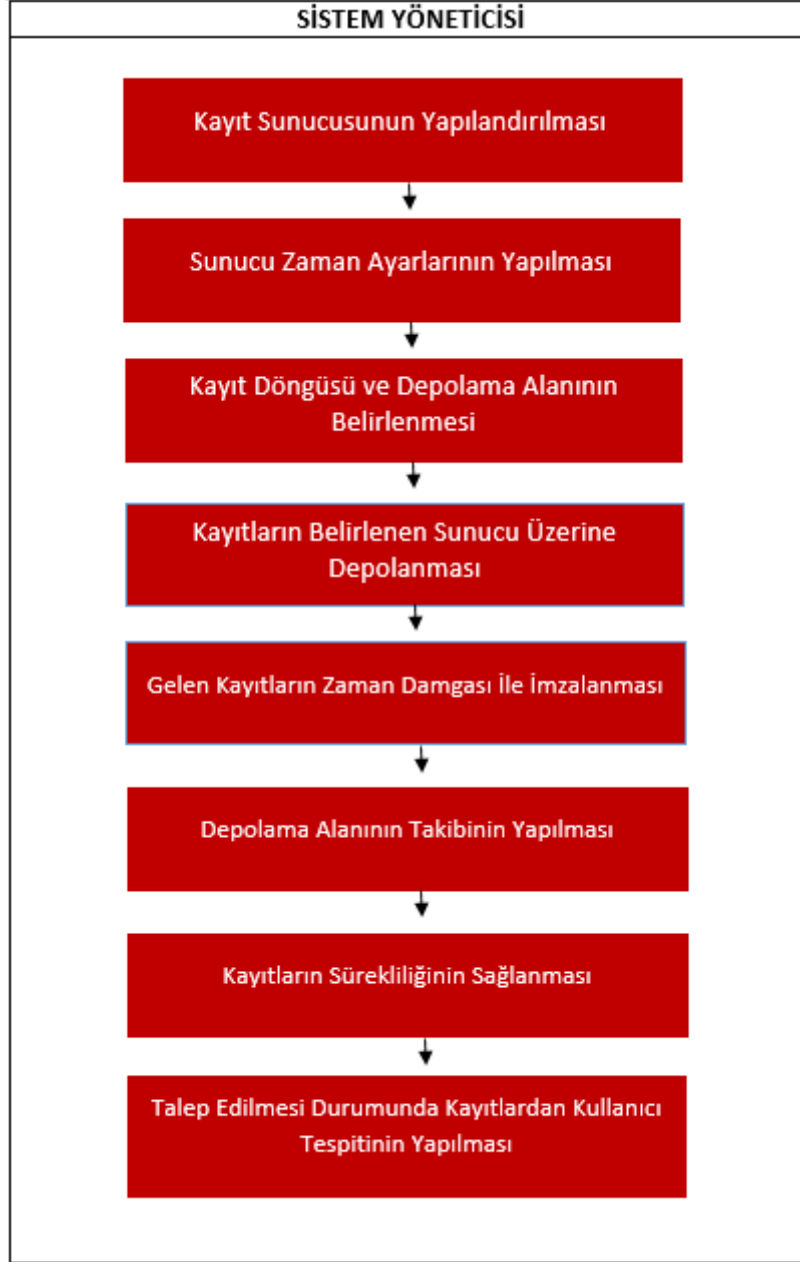 SİSTEM YÖNETİCİSİ
Kayıt Sunucusunun Yapılandırılması
Sunucu Zaman Ayarlarının Yapılması
Kayıt Döngüsü ve Depolama Alanının
Belirlenmesi
Kayıtların Belirlenen Sunucu Üzerine
Depolanması
Gelen Kayıtların Zaman Damgası İle İmzalanması
Depolama Alanının Takibinin Yapılması
Kayıtların Sürekliliğinin Sağlanması
Talep Edilmesi Durumunda Kayıtlardan Kullanıcı
Tespitinin Yapılması